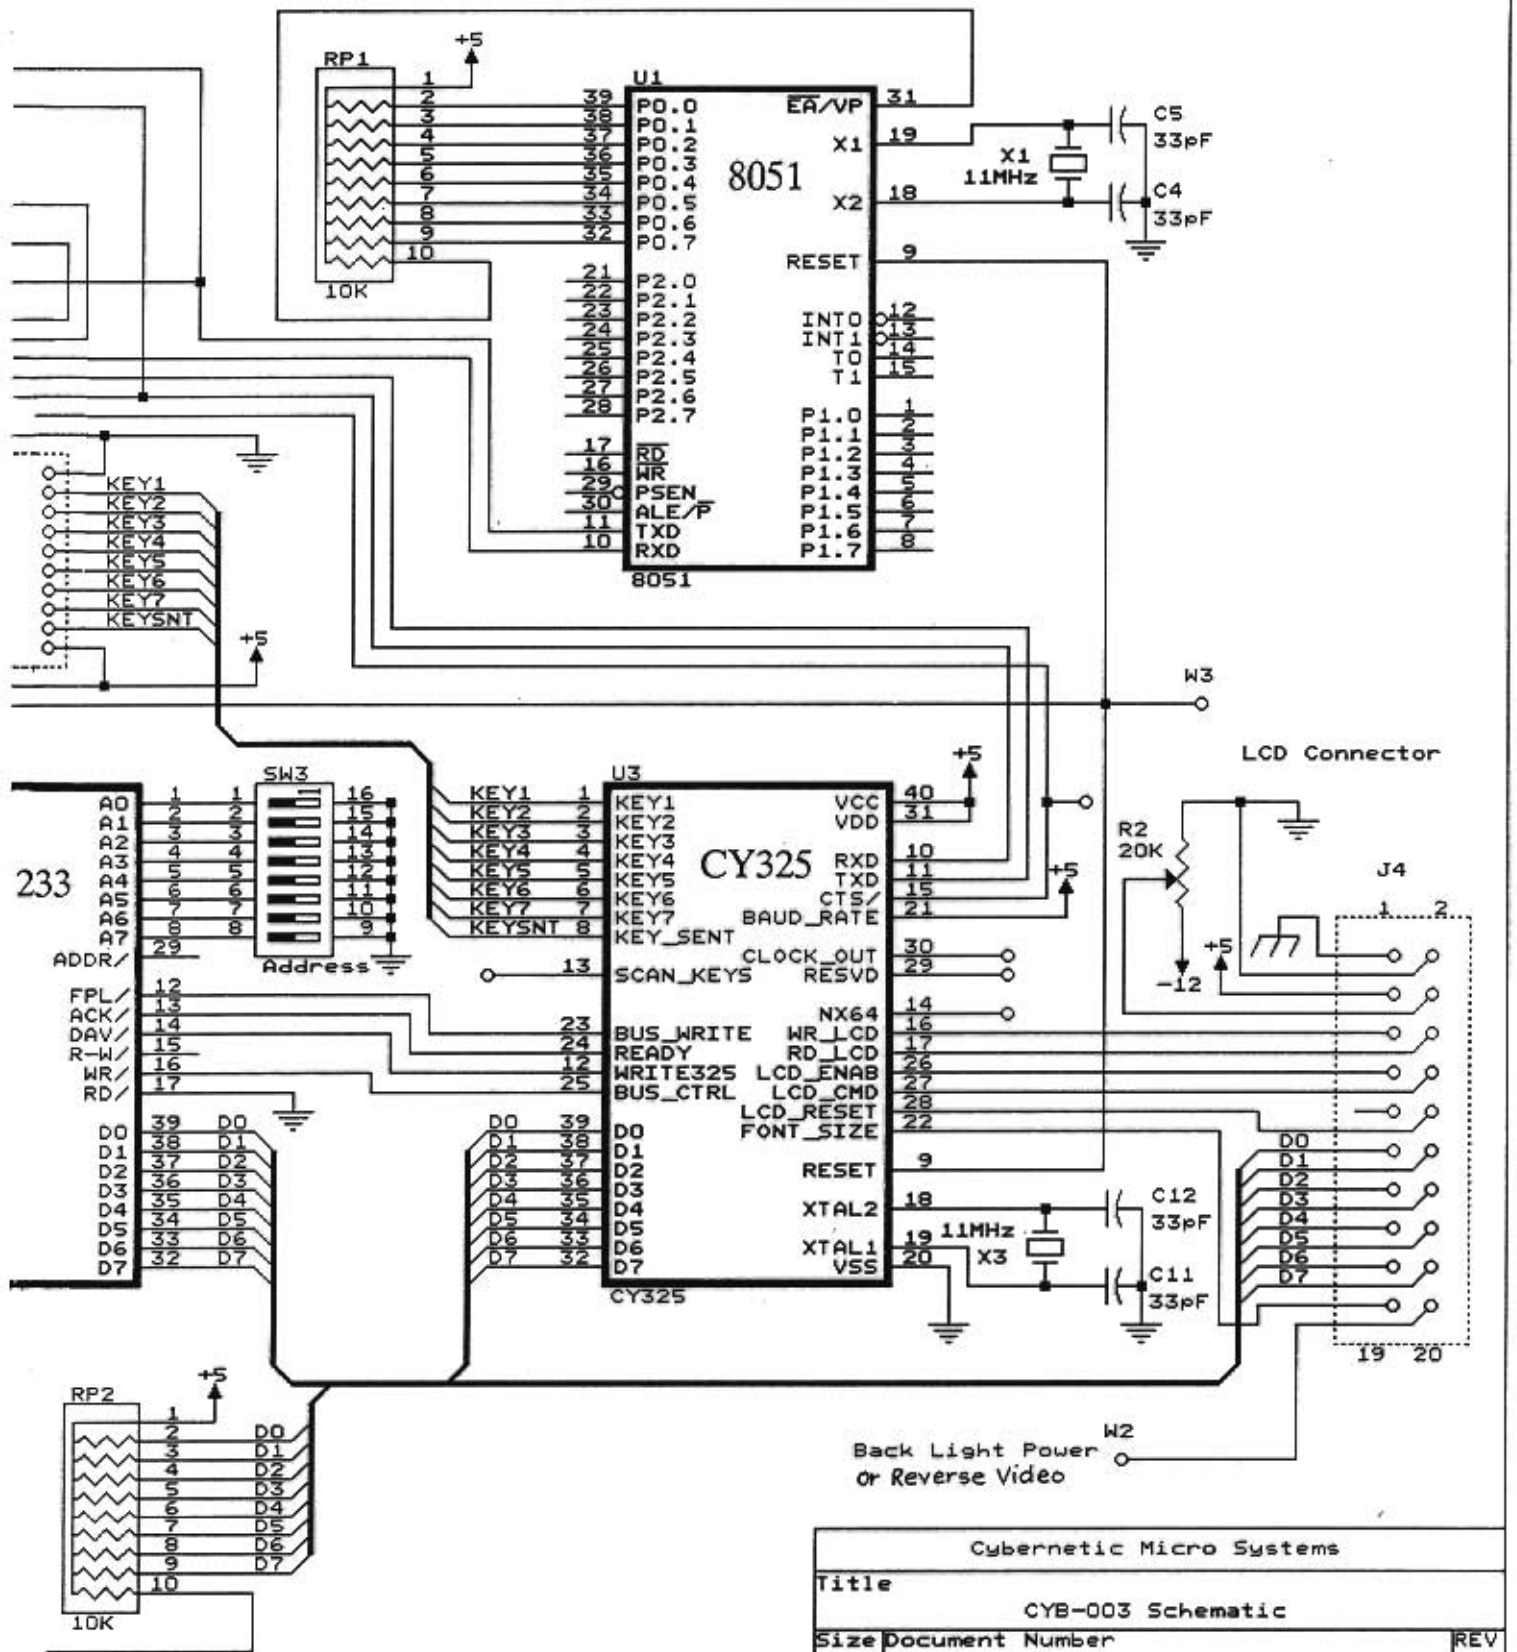 +5
RP1
1
2
3
4
5
6
7
8
9
10
10K
U1
39 P0.0
38 P0.1
37 P0.2
36 P0.3
35 P0.4
34 P0.5
33 P0.6
32 P0.7
21 P2.0
22 P2.1
23 P2.2
24 P2.3
25 P2.4
26 P2.5
27 P2.6
28 P2.7
17 RD
16 WR
29 PSEN
30 ALE/P
11 TXD
10 RXD
8051
8051
EA/VP 31
X1 19
X2 18
RESET 9
INT0 12
INT1 13
T0 14
T1 15
P1.0 1
P1.1 2
P1.2 3
P1.3 4
P1.4 5
P1.5 6
P1.6 7
P1.7 8
X1
11MHz
C5
33pF
C4
33pF
KEY1
KEY2
KEY3
KEY4
KEY5
KEY6
KEY7
KEYSNT
+5
W3
233
A0 1 1
A1 2 2
A2 3 3
A3 4 4
A4 5 5
A5 6 6
A6 7 7
A7 8 8
ADDR/ 29
FPL/ 12
ACK/ 13
DAV/ 14
R-W/ 15
WR/ 16
RD/ 17
D0 39 D0
D1 38 D1
D2 37 D2
D3 36 D3
D4 35 D4
D5 34 D5
D6 33 D6
D7 32 D7
SW3
1
16
15
14
13
12
11
10
9
Address
U3
KEY1 1 KEY1
KEY2 2 KEY2
KEY3 3 KEY3
KEY4 4 KEY4
KEY5 5 KEY5
KEY6 6 KEY6
KEY7 7 KEY7
KEYSNT 8 KEY_SENT
13 SCAN_KEYS
23 BUS_WRITE
24 READY
12 WRITE325
25 BUS_CTRL
D0 39 D0
D1 38 D1
D2 37 D2
D3 36 D3
D4 35 D4
D5 34 D5
D6 33 D6
D7 32 D7
CY325
CY325
VCC 40
VDD 31
RXD 10
TXD 11
CTS/ 15
BAUD_RATE 21
CLOCK_OUT 30
RESVD 29
NX64 14
WR_LCD 16
RD_LCD 17
LCD_ENAB 26
LCD_CMD 27
LCD_RESET 28
FONT_SIZE 22
RESET 9
XTAL2 18
XTAL1 19
VSS 20
+5
+5
11MHz
X3
C12
33pF
C11
33pF
LCD Connector
R2
20K
-12
+5
J4
1 2
D0
D1
D2
D3
D4
D5
D6
D7
19 20
W2
Back Light Power
or Reverse Video
+5
RP2
1
2 D0
3 D1
4 D2
5 D3
6 D4
7 D5
8 D6
9 D7
10
10K
Cybernetic Micro Systems
Title
CYB-003 Schematic
Size Document Number REV